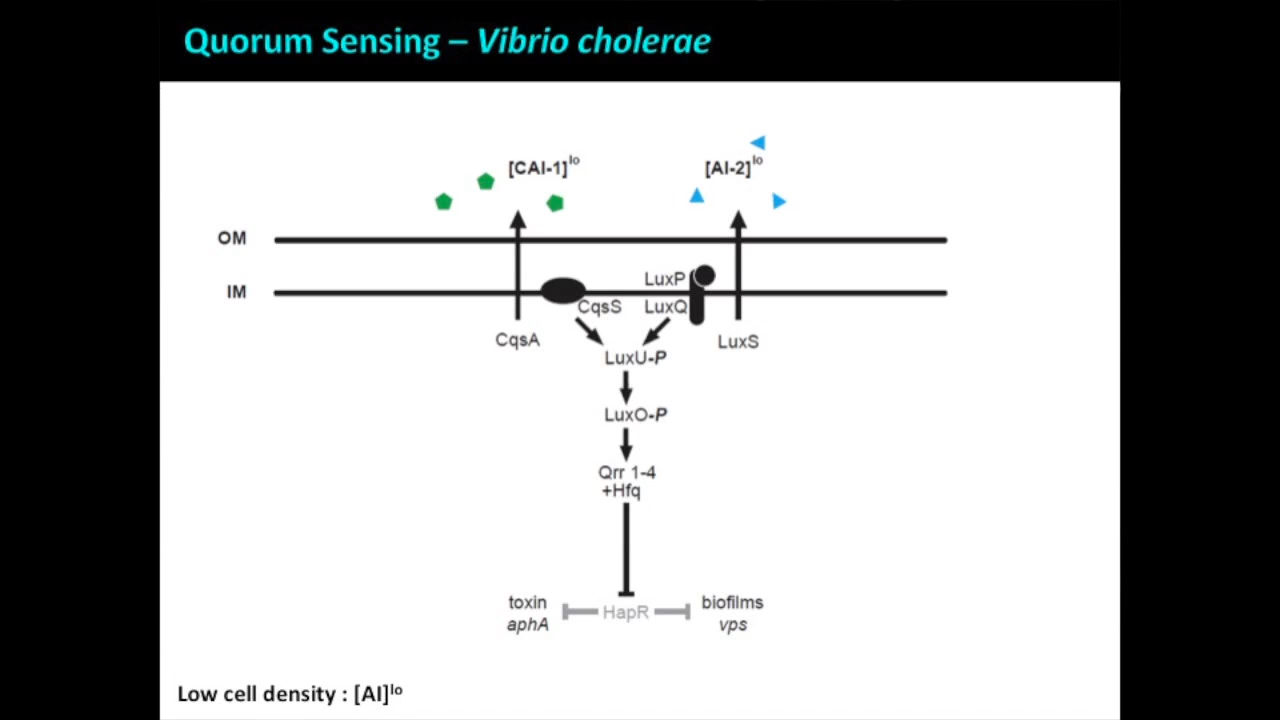 Quorum Sensing – Vibrio cholerae
[CAI-1]lo
[AI-2]lo
OM
IM
LuxP
CqsS
LuxQ
CqsA
LuxS
LuxU-P
LuxO-P
Qrr 1-4
+Hfq
toxin
aphA
HapR
biofilms
vps
Low cell density : [AI]lo